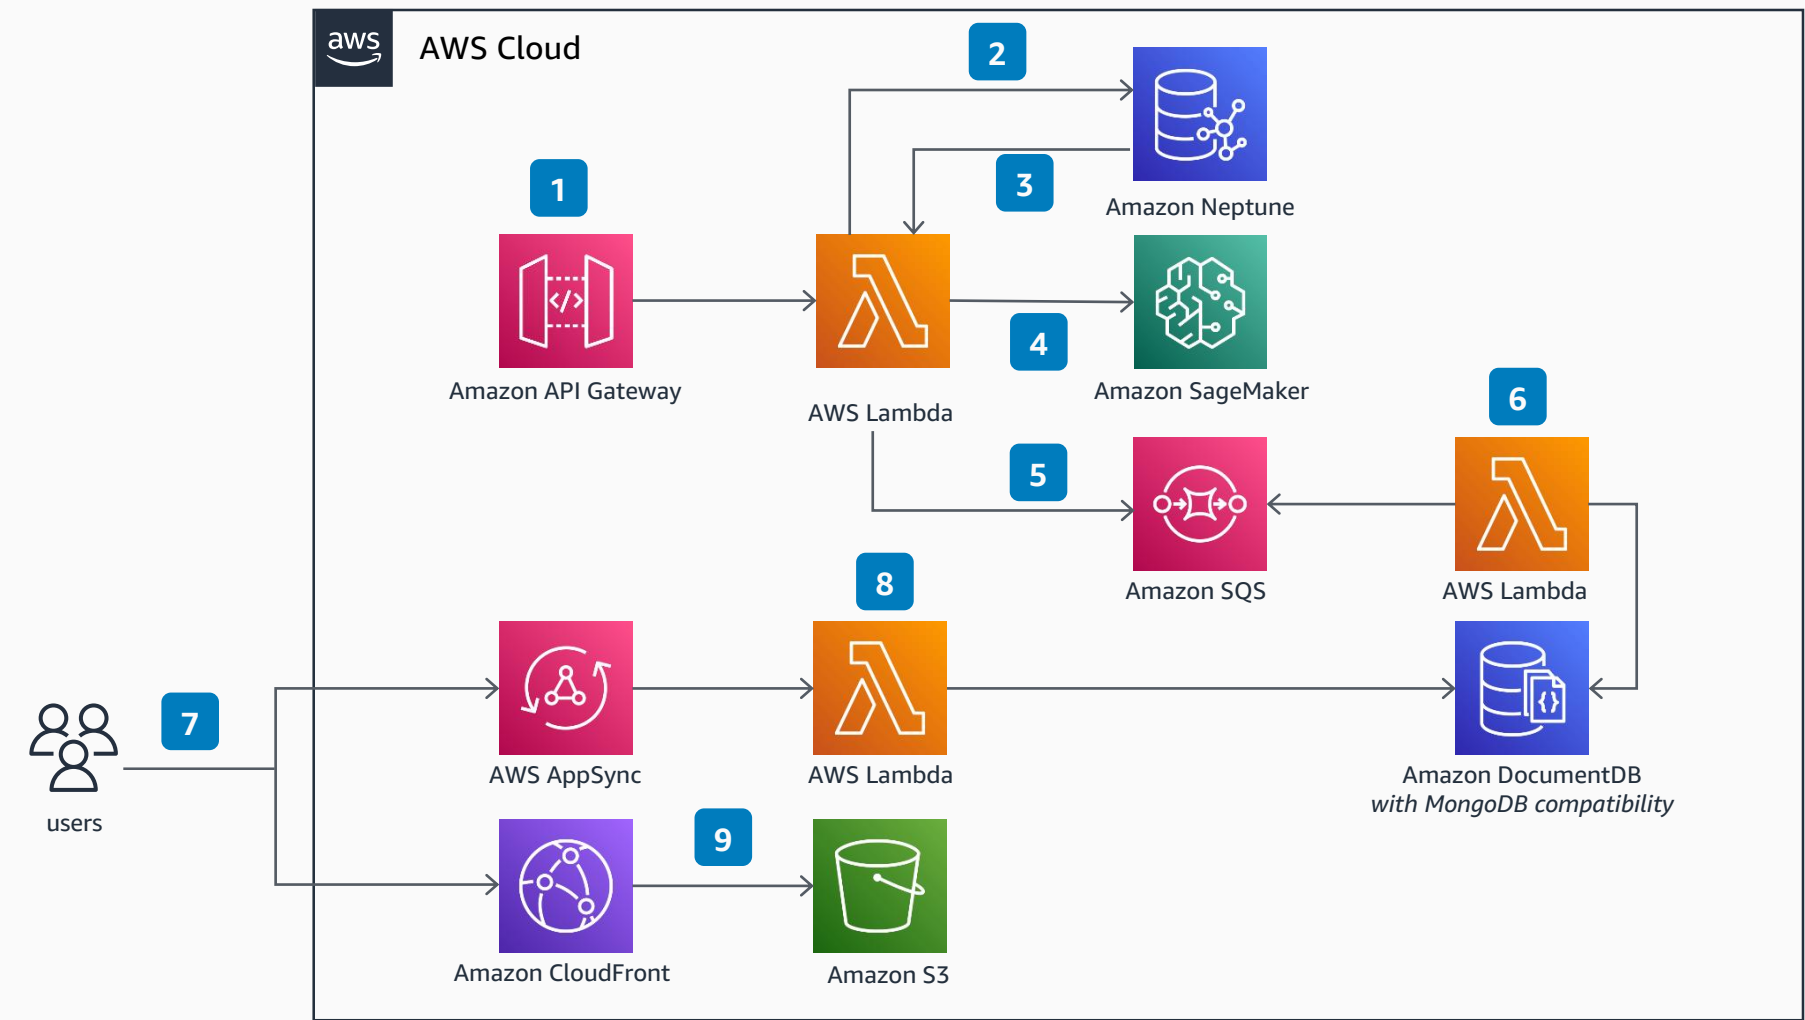 aws
AWS Cloud
2
Amazon Neptune
3
1
</>
Amazon API Gateway
AWS Lambda
4
Amazon SageMaker
6
5
Amazon SQS
AWS Lambda
8
7
users
AWS AppSync
AWS Lambda
{}
Amazon DocumentDB
with MongoDB compatibility
9
Amazon CloudFront
Amazon S3